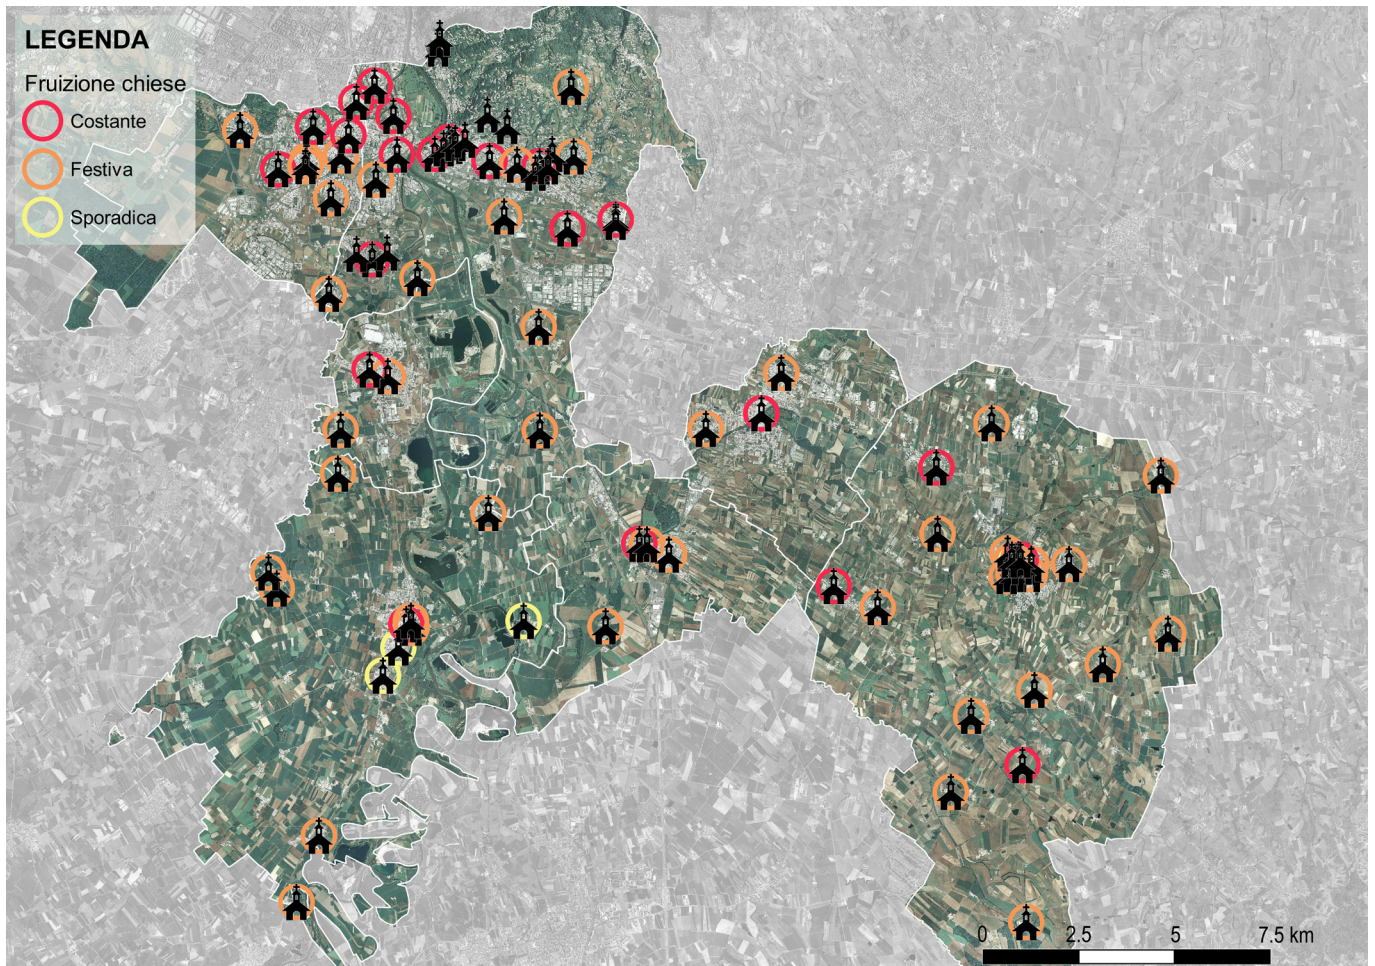 LEGENDA
Fruizione chiese
Costante
Festiva
Sporadica
0 2.5 5 7.5 km